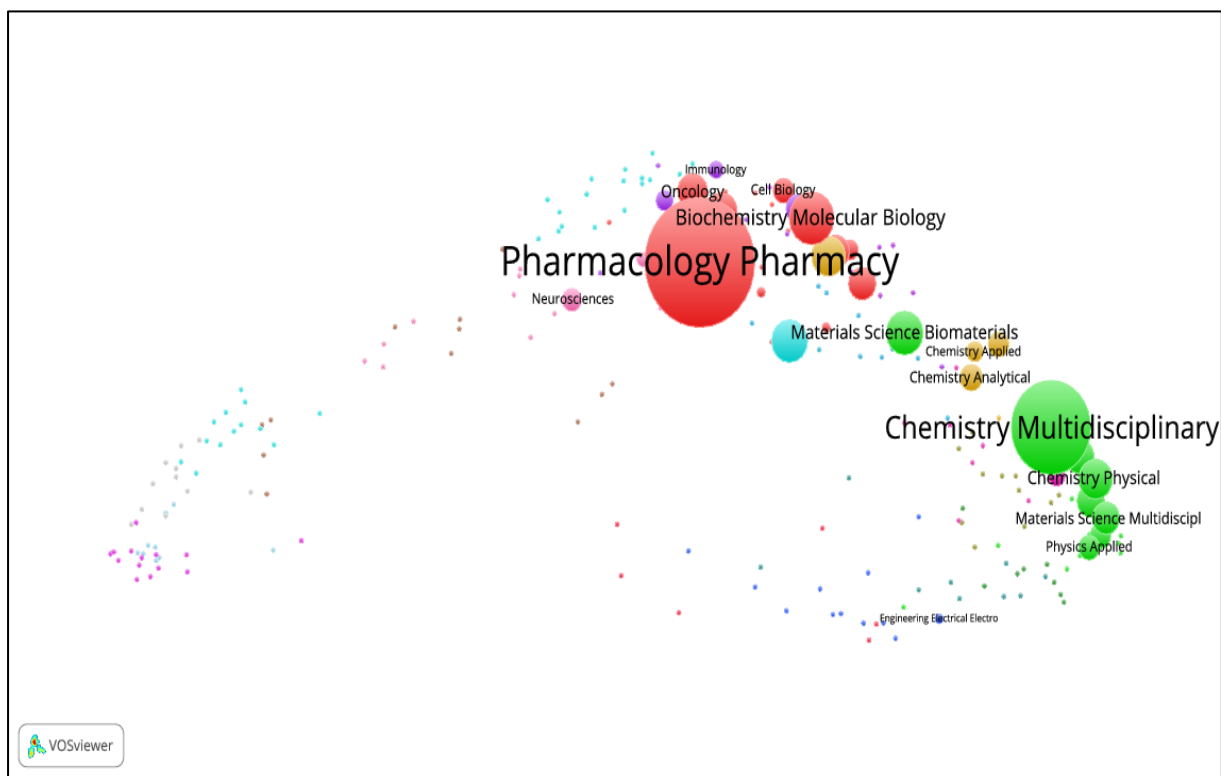 Immunology
Oncology
Cell Biology
Biochemistry Molecular Biology
Pharmacology Pharmacy
Neurosciences
Materials Science Biomaterials
Chemistry Applied
Chemistry Analytical
Chemistry Multidisciplinary
Chemistry Physical
Materials Science Multidiscipl
Physics Applied
Engineering Electrical Electro
VOSviewer